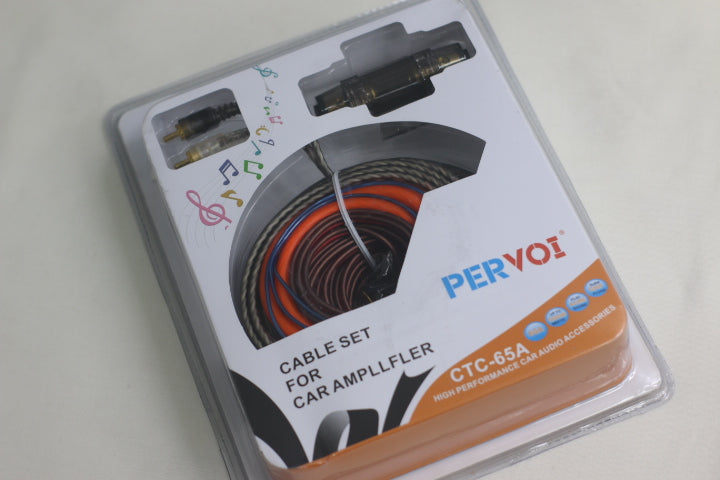 PERVOI®
CABLE SET
FOR
CAR AMPLLFLER
CTC-65A
HIGH PERFORMANCE CAR AUDIO ACCESSORIES